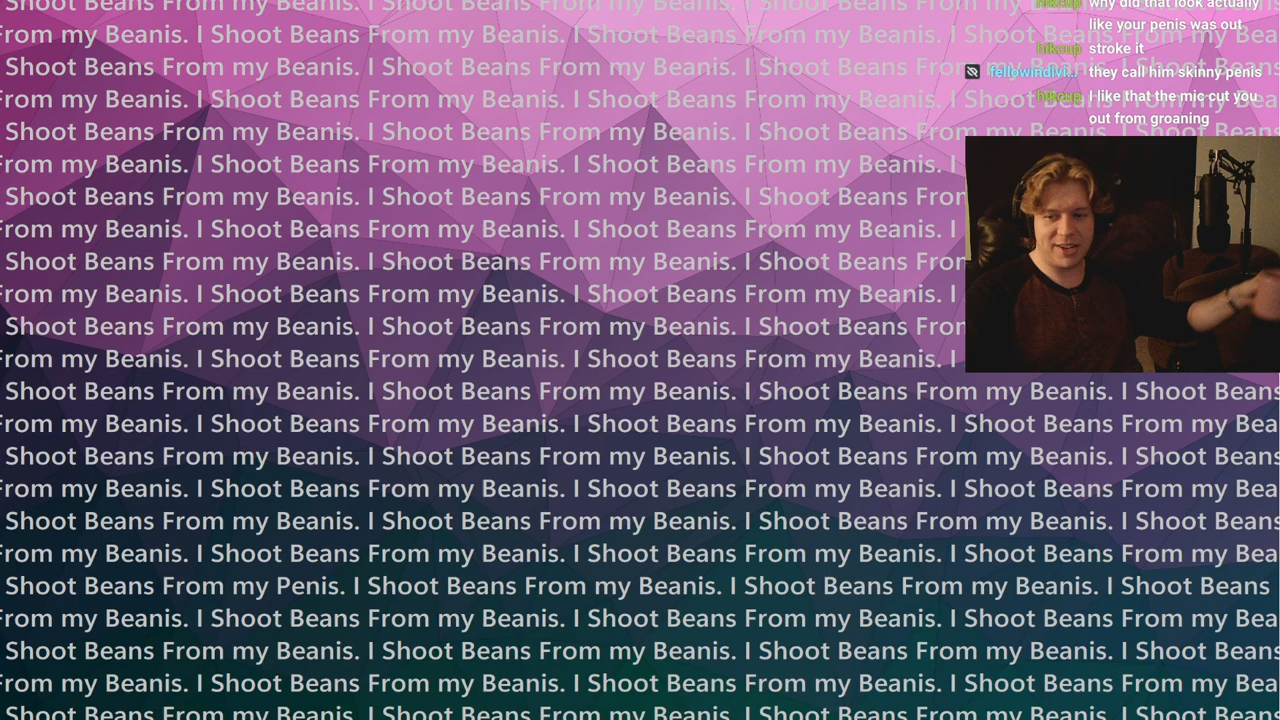 Shoot Beans From my Beanis. I Shoot Beans From my Beanis. I Shoot Beans From my Beanis. I
From my Beanis. I Shoot Beans From my Beanis. I Shoot Beans From my Beanis. I Shoot Beans From my Bea
Shoot Beans From my Beanis. I Shoot Beans From my Beanis. I Shoot Beans From my Beanis. I Shoot Beans
From my Beanis. I Shoot Beans From my Beanis. I Shoot Beans From my Beanis. I Shoot Beans From my Bea
Shoot Beans From my Beanis. I Shoot Beans From my Beanis. I Shoot Beans From my Beanis. I Shoot Beans
From my Beanis. I Shoot Beans From my Beanis. I Shoot Beans From my Beanis. I
Shoot Beans From my Beanis. I Shoot Beans From my Beanis. I Shoot Beans From
From my Beanis. I Shoot Beans From my Beanis. I Shoot Beans From my Beanis. I
Shoot Beans From my Beanis. I Shoot Beans From my Beanis. I Shoot Beans From
From my Beanis. I Shoot Beans From my Beanis. I Shoot Beans From my Beanis. I
Shoot Beans From my Beanis. I Shoot Beans From my Beanis. I Shoot Beans From
From my Beanis. I Shoot Beans From my Beanis. I Shoot Beans From my Beanis. I
Shoot Beans From my Beanis. I Shoot Beans From my Beanis. I Shoot Beans From my Beanis. I Shoot Beans
From my Beanis. I Shoot Beans From my Beanis. I Shoot Beans From my Beanis. I Shoot Beans From my Bea
Shoot Beans From my Beanis. I Shoot Beans From my Beanis. I Shoot Beans From my Beanis. I Shoot Beans
From my Beanis. I Shoot Beans From my Beanis. I Shoot Beans From my Beanis. I Shoot Beans From my Bea
Shoot Beans From my Beanis. I Shoot Beans From my Beanis. I Shoot Beans From my Beanis. I Shoot Beans
From my Beanis. I Shoot Beans From my Beanis. I Shoot Beans From my Beanis. I Shoot Beans From my Bea
Shoot Beans From my Penis. I Shoot Beans From my Beanis. I Shoot Beans From my Beanis. I Shoot Beans
From my Beanis. I Shoot Beans From my Beanis. I Shoot Beans From my Beanis. I Shoot Beans From my Bea
Shoot Beans From my Beanis. I Shoot Beans From my Beanis. I Shoot Beans From my Beanis. I Shoot Beans
From my Beanis. I Shoot Beans From my Beanis. I Shoot Beans From my Beanis. I Shoot Beans From my Bea
Shoot Beans From my Beanis. I Shoot Beans From my Beanis. I Shoot Beans From my Beanis. I Shoot Beans
hikcup why did that look actually
like your penis was out
hikcup stroke it
fellowindivi... they call him skinny penis
hikcup I like that the mic cut you
out from groaning